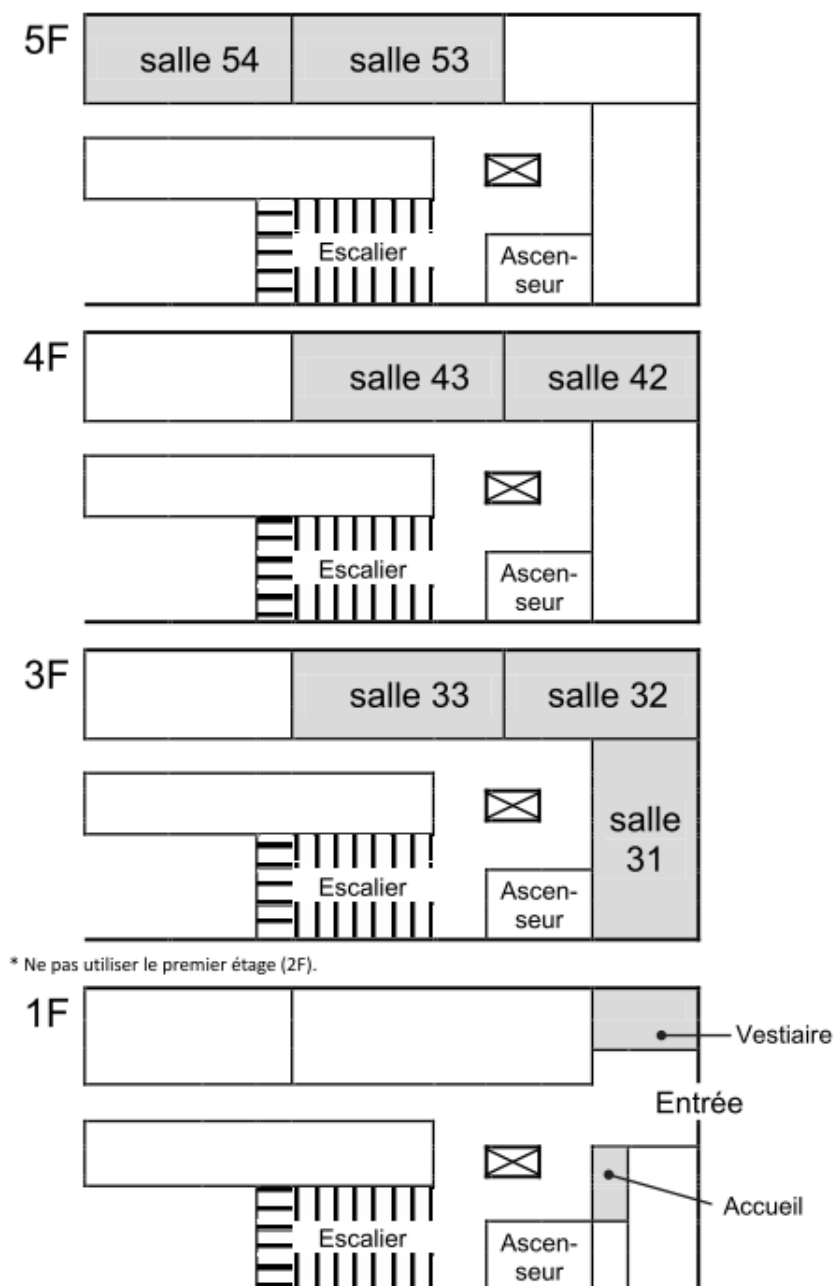 5F
salle 54 salle 53
Escalier
Ascen-
seur
4F
salle 43 salle 42
Escalier
Ascen-
seur
3F
salle 33 salle 32
salle
31
Escalier
Ascen-
seur
* Ne pas utiliser le premier étage (2F).
1F
Vestiaire
Entrée
Accueil
Escalier
Ascen-
seur